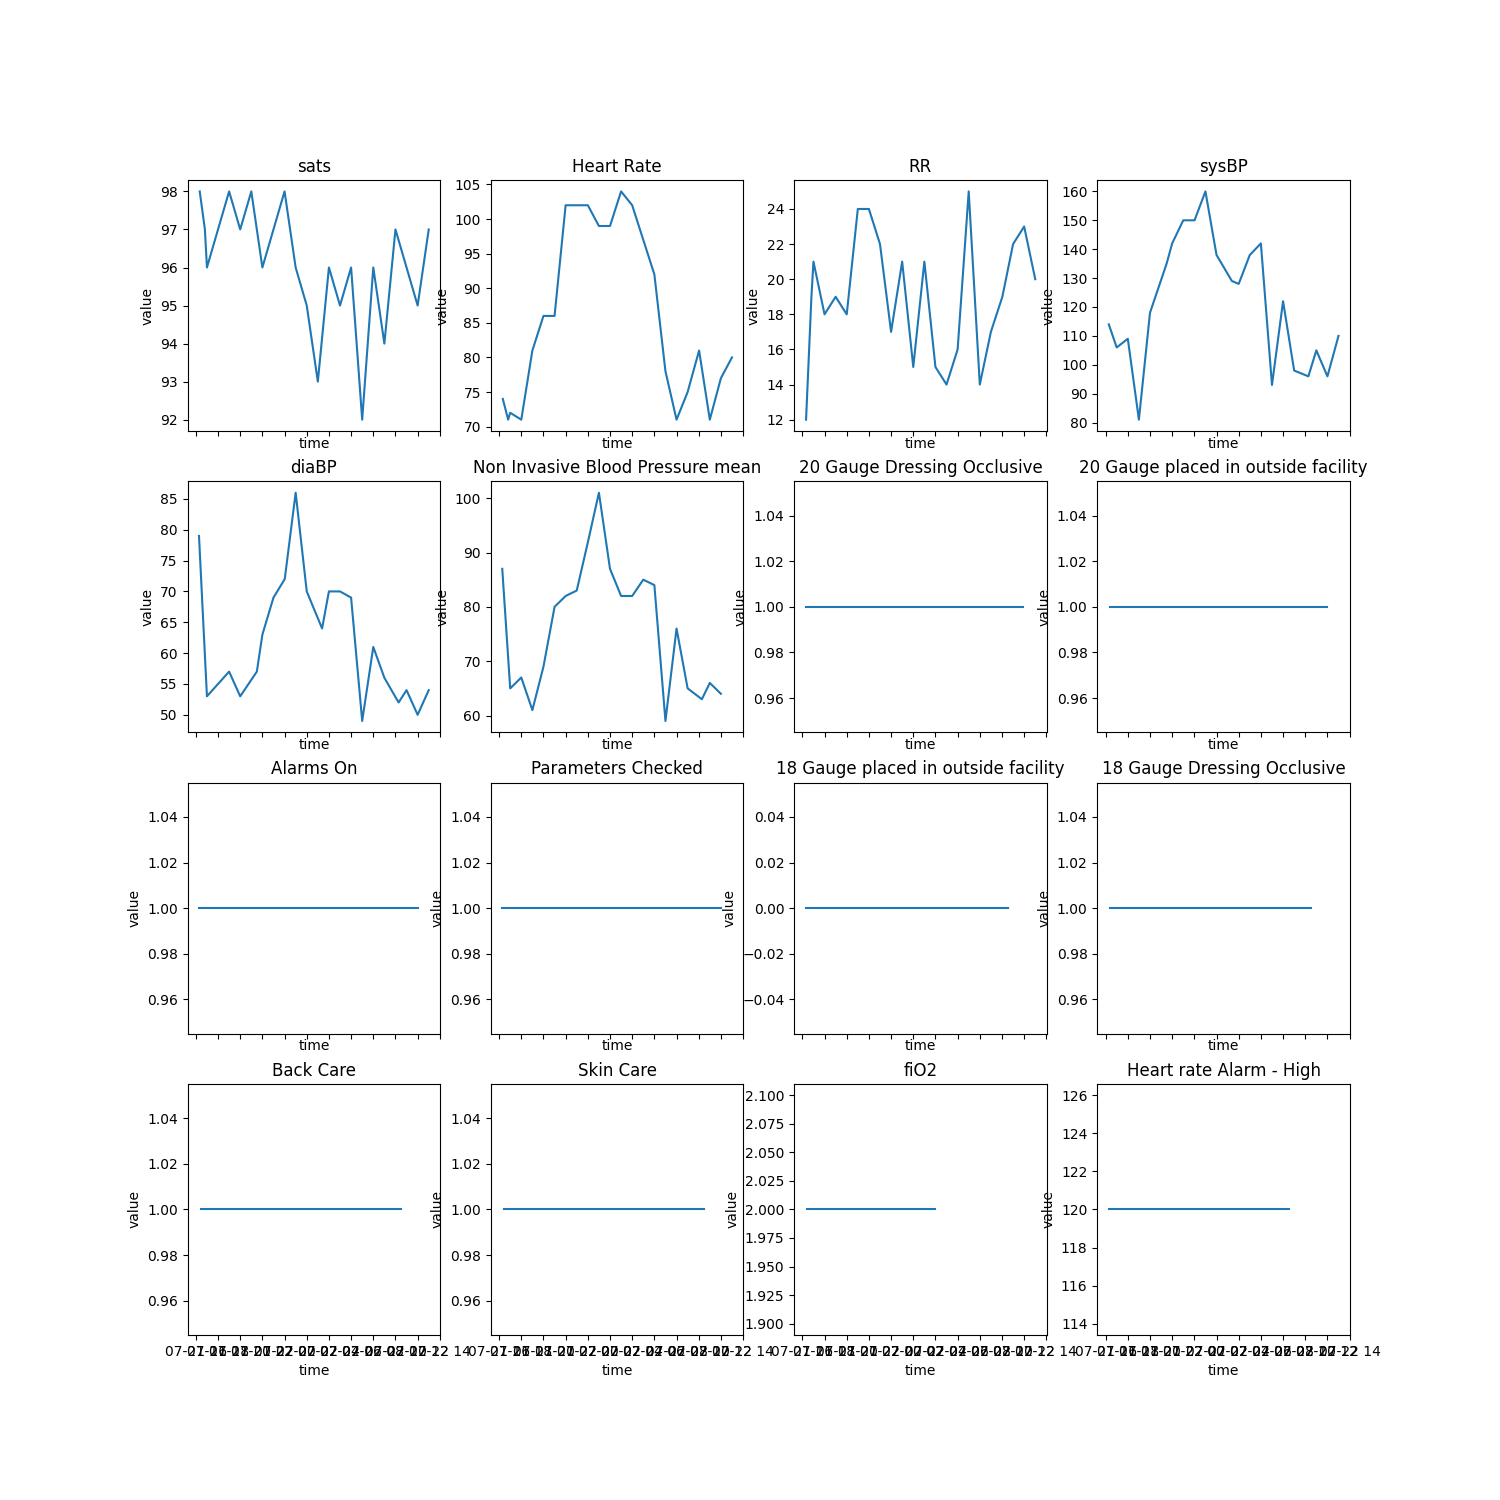 sats Heart Rate RR sysBP
98 97 96 95 94 93 92
value
time
105 100 95 90 85 80 75 70
value
time
24 22 20 18 16 14 12
value
time
160 150 140 130 120 110 100 90 80
value
time
diaBP Non Invasive Blood Pressure mean 20 Gauge Dressing Occlusive 20 Gauge placed in outside facility
85 80 75 70 65 60 55 50
value
time
100 90 80 70 60
value
time
1.04 1.02 1.00 0.98 0.96
value
time
1.04 1.02 1.00 0.98 0.96
value
time
Alarms On Parameters Checked 18 Gauge placed in outside facility 18 Gauge Dressing Occlusive
1.04 1.02 1.00 0.98 0.96
value
time
1.04 1.02 1.00 0.98 0.96
value
time
0.04 0.02 0.00 −0.02 −0.04
value
time
1.04 1.02 1.00 0.98 0.96
value
time
Back Care Skin Care fiO2 Heart rate Alarm - High
1.04 1.02 1.00 0.98 0.96
value
time
1.04 1.02 1.00 0.98 0.96
value
time
2.100 2.075 2.050 2.025 2.000 1.975 1.950 1.925 1.900
value
time
126 124 122 120 118 116 114
value
time